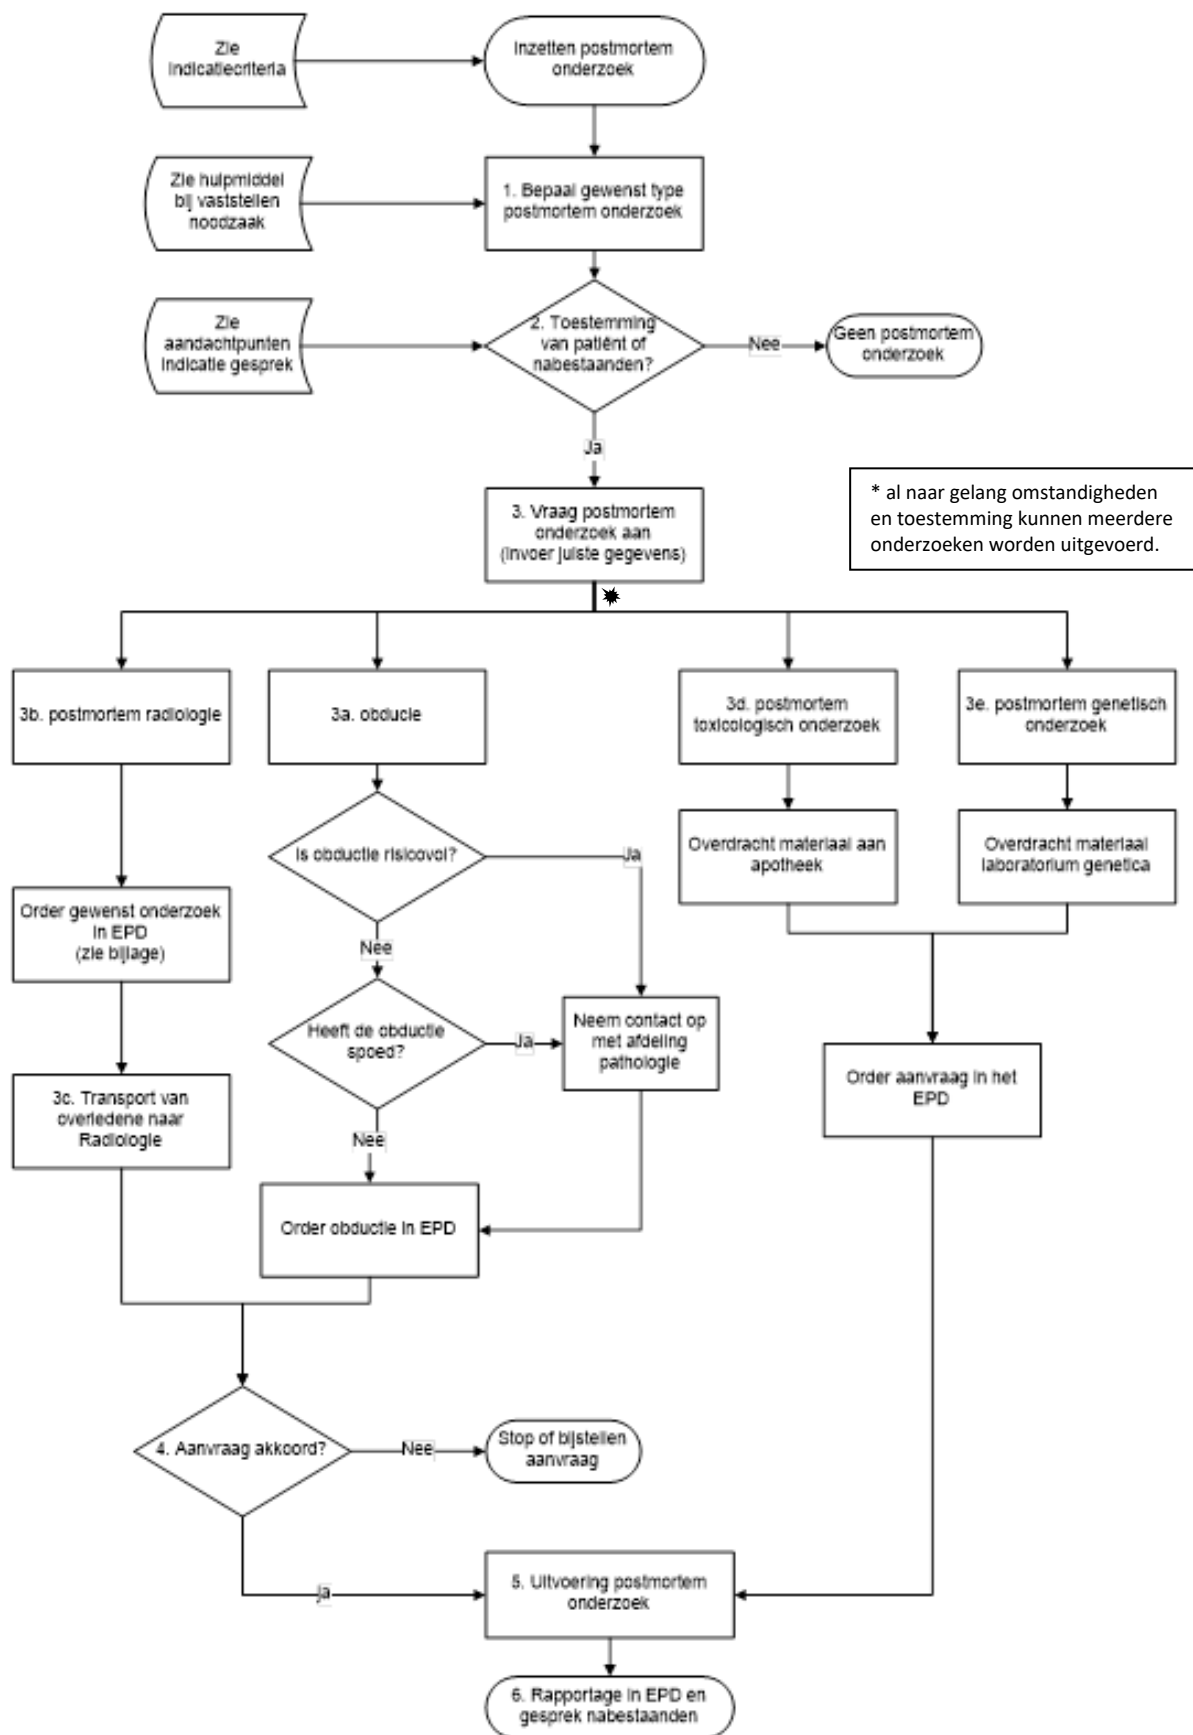 Zie
indicatiecriteria
Inzetten postmortem
onderzoek
Zie hulpmiddel
bij vaststellen
noodzaak
1. Bepaal gewenst type
postmortem onderzoek
Zie
aandachtpunten
indicatie gesprek
2. Toestemming
van patiënt of
nabestaanden?
Nee
Geen postmortem
onderzoek
Ja
3. Vraag postmortem
onderzoek aan
(invoer juiste gegevens)
* al naar gelang omstandigheden
en toestemming kunnen meerdere
onderzoeken worden uitgevoerd.
3b. postmortem radiologie
3a. obducie
3d. postmortem
toxicologisch onderzoek
3e. postmortem genetisch
onderzoek
Is obductie risicovol?
Ja
Overdracht materiaal aan
apotheek
Overdracht materiaal
laboratorium genetica
Order gewenst onderzoek
in EPD
(zie bijlage)
Nee
Heeft de obductie
spoed?
Ja
Neem contact op
met afdeling
pathologie
Order aanvraag in het
EPD
3c. Transport van
overledene naar
Radiologie
Nee
Order obductie in EPD
4. Aanvraag akkoord?
Nee
Stop of bijstellen
aanvraag
ja
5. Uitvoering postmortem
onderzoek
6. Rapportage in EPD en
gesprek nabestaanden